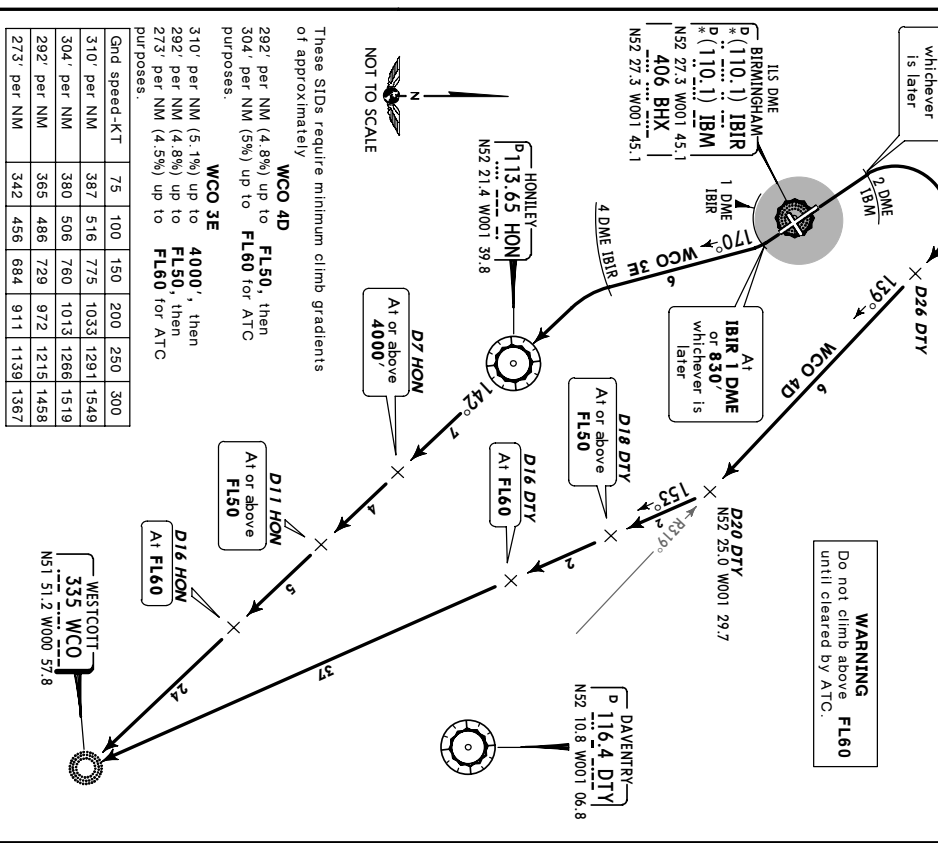 whichever
is later
2 DME
IBM
D26 DTY
139°
WCO 4D
6
WARNING
Do not climb above FL60
until cleared by ATC.
ILS DME
BIRMINGHAM
D
*(110.1) IBIR
D
*(110.1) IBM
N52 27.3 W001 45.1
406 BHX
N52 27.3 W001 45.1
1 DME
IBIR
170°
WCO 3E
6
4 DME IBIR
At
IBIR 1 DME
or 830'
whichever is
later
D20 DTY
N52 25.0 W001 29.7
153°
2
R319°
D18 DTY
At or above
FL50
2
D16 DTY
At FL60
37
HONILEY
D
113.65 HON
N52 21.4 W001 39.8
142°
7
D7 HON
At or above
4000'
4
D11 HON
At or above
FL50
5
D16 HON
At FL60
24
DAVENTRY
D
116.4 DTY
N52 10.8 W001 06.8
WESTCOTT
335 WCO
N51 51.2 W000 57.8
N
NOT TO SCALE
These SIDs require minimum climb gradients
of approximately
WCO 4D
292' per NM (4.8%) up to FL50, then
304' per NM (5%) up to FL60 for ATC
purposes.
WCO 3E
310' per NM (5.1%) up to 4000', then
292' per NM (4.8%) up to FL50, then
273' per NM (4.5%) up to FL60 for ATC
purposes.
Gnd speed-KT 75 100 150 200 250 300
310' per NM 387 516 775 1033 1291 1549
304' per NM 380 506 760 1013 1266 1519
292' per NM 365 486 729 972 1215 1458
273' per NM 342 456 684 911 1139 1367